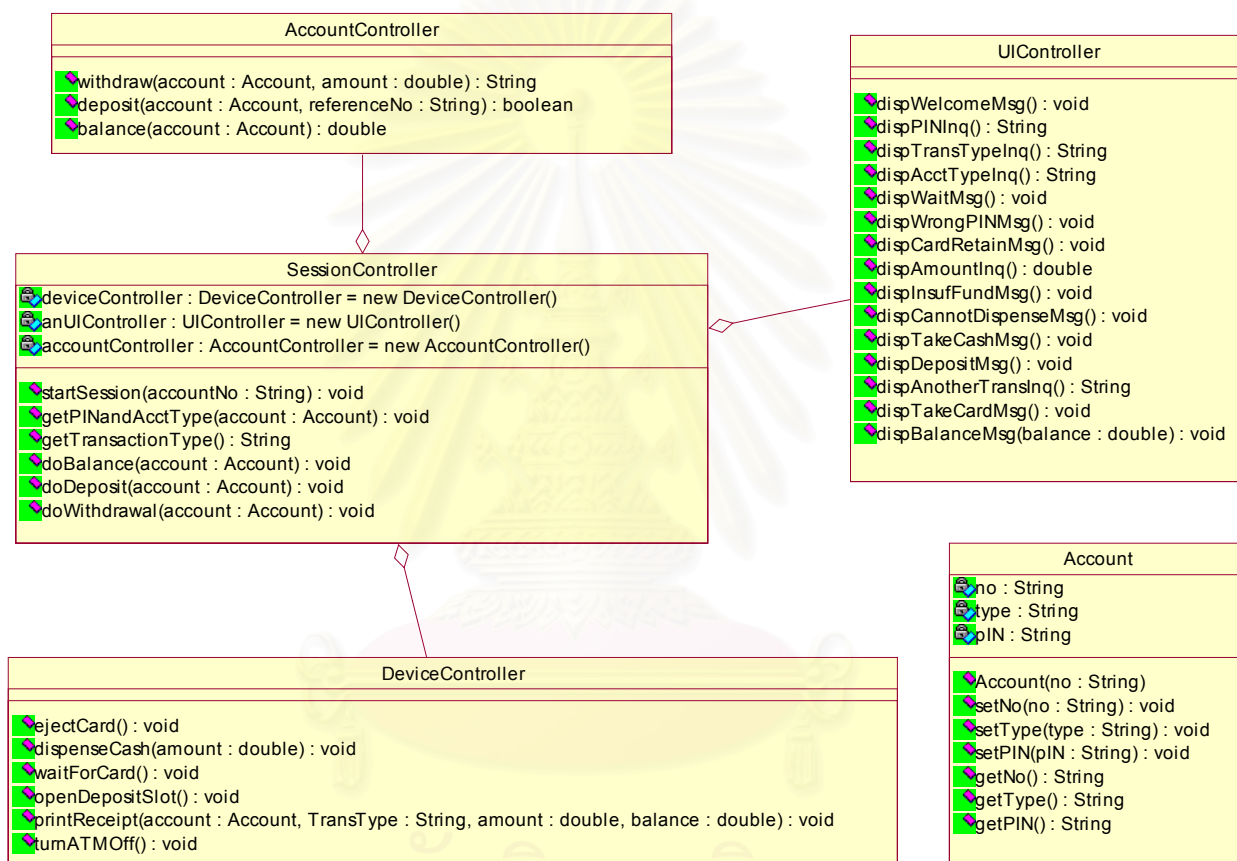 AccountController
withdraw(account : Account, amount : double) : String
deposit(account : Account, referenceNo : String) : boolean
balance(account : Account) : double
UIController
dispWelcomeMsg() : void
dispPINInq() : String
dispTransTypeInq() : String
dispAcctTypeInq() : String
dispWaitMsg() : void
dispWrongPINMsg() : void
dispCardRetainMsg() : void
dispAmountInq() : double
dispInsufFundMsg() : void
dispCannotDispenseMsg() : void
dispTakeCashMsg() : void
dispDepositMsg() : void
dispAnotherTransInq() : String
dispTakeCardMsg() : void
dispBalanceMsg(balance : double) : void
SessionController
deviceController : DeviceController = new DeviceController()
anUIController : UIController = new UIController()
accountController : AccountController = new AccountController()
startSession(accountNo : String) : void
getPINandAcctType(account : Account) : void
getTransactionType() : String
doBalance(account : Account) : void
doDeposit(account : Account) : void
doWithdrawal(account : Account) : void
Account
no : String
type : String
pIN : String
Account(no : String)
setNo(no : String) : void
setType(type : String) : void
setPIN(pIN : String) : void
getNo() : String
getType() : String
getPIN() : String
DeviceController
ejectCard() : void
dispenseCash(amount : double) : void
waitForCard() : void
openDepositSlot() : void
printReceipt(account : Account, TransType : String, amount : double, balance : double) : void
turnATMOff() : void